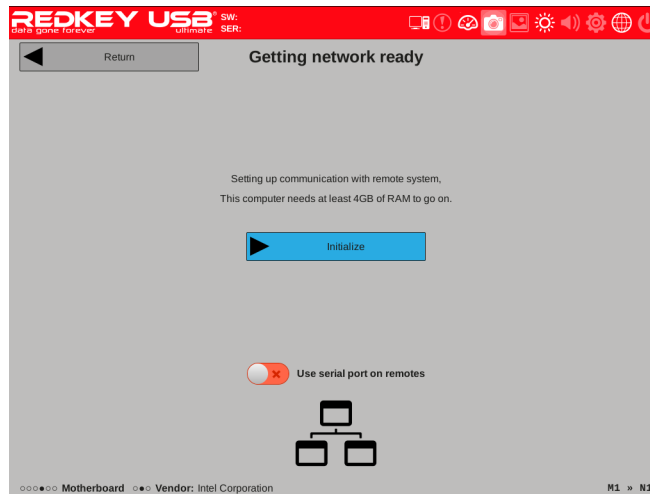 REDKEY USB®
data gone forever ultimate
SW:
SER:
Return
Getting network ready
Setting up communication with remote system,
This computer needs at least 4GB of RAM to go on.
Initialize
Use serial port on remotes
○○○●○○ Motherboard ○●○ Vendor: Intel Corporation M1 » N1